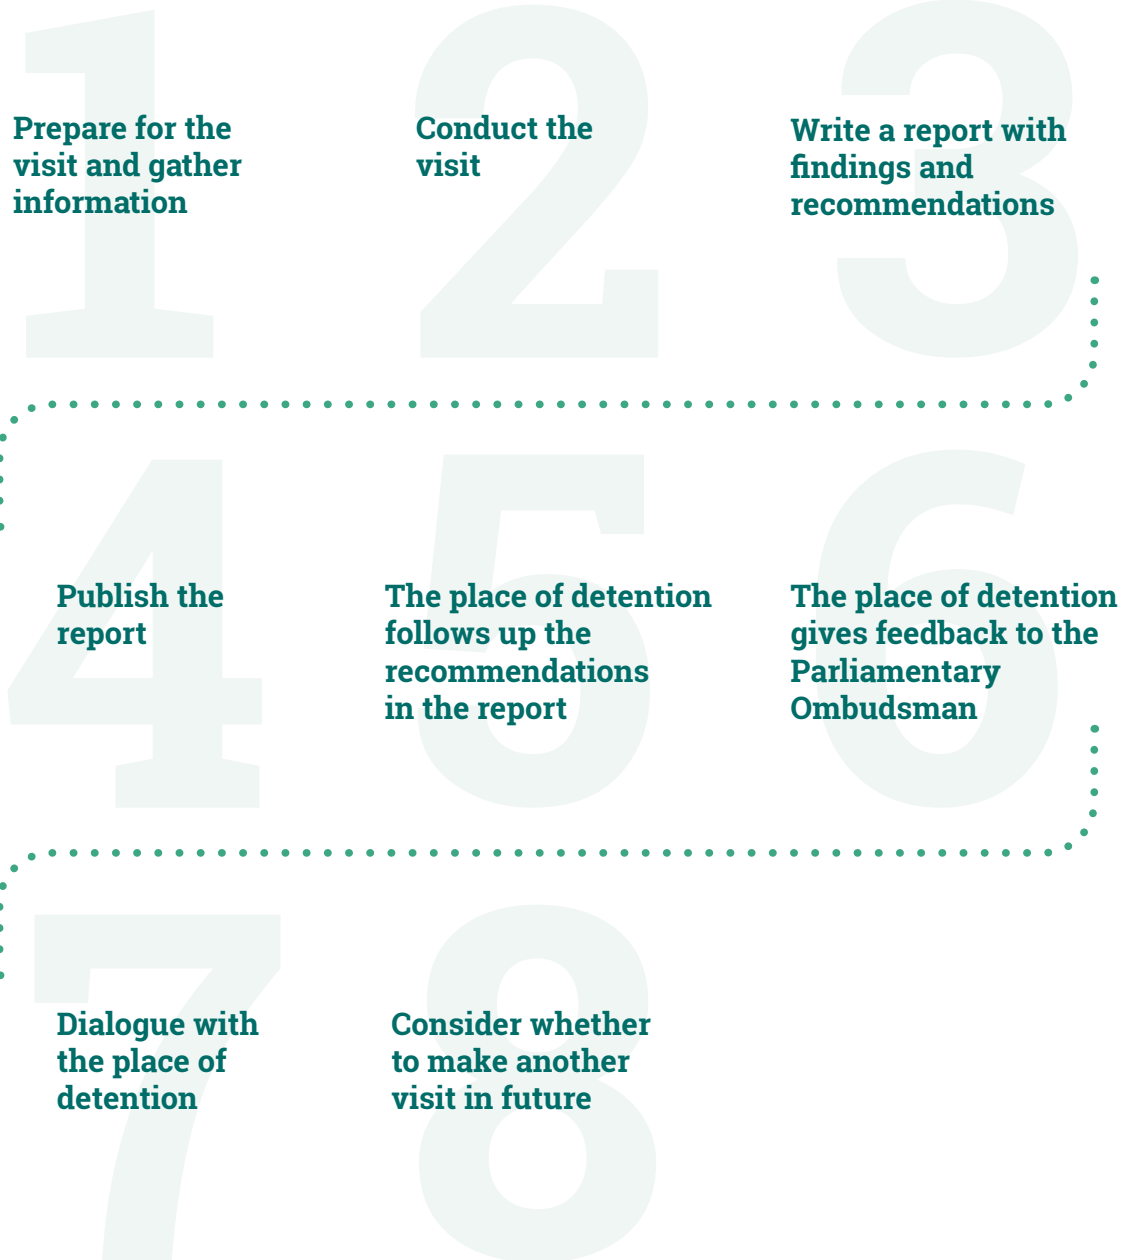 1
Prepare for the
visit and gather
information
2
Conduct the
visit
3
Write a report with
findings and
recommendations
4
Publish the
report
5
The place of detention
follows up the
recommendations
in the report
6
The place of detention
gives feedback to the
Parliamentary
Ombudsman
7
Dialogue with
the place of
detention
8
Consider whether
to make another
visit in future